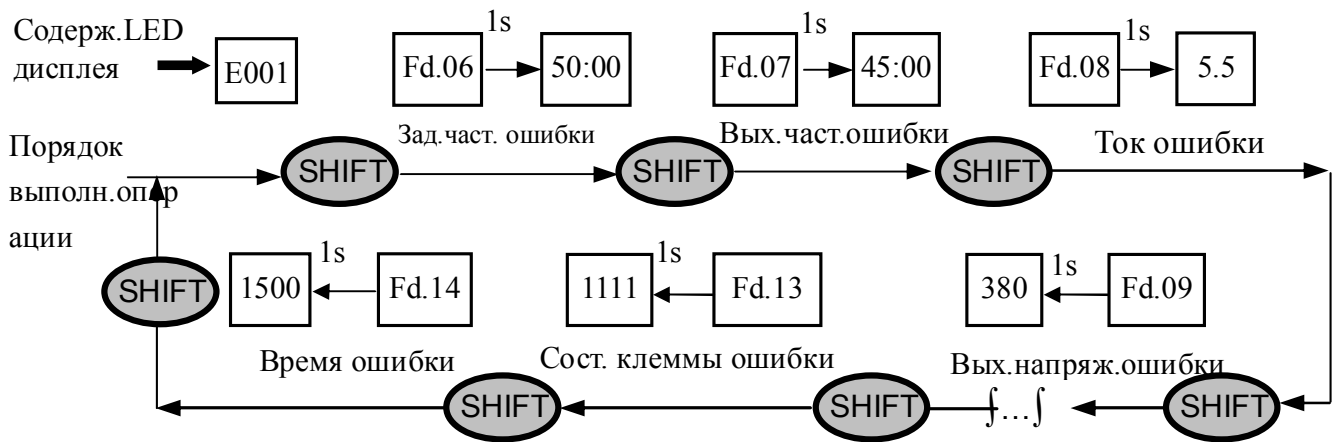 Содерж.LED
дисплея
E001
1s
Fd.06
50:00
1s
Fd.07
45:00
1s
Fd.08
5.5
Зад.част. ошибки
Вых.част.ошибки
Ток ошибки
Порядок
выполн.опер
ации
SHIFT
SHIFT
SHIFT
SHIFT
1s
1500
Fd.14
1s
1111
Fd.13
1s
380
Fd.09
Время ошибки
Сост. клеммы ошибки
Вых.напряж.ошибки
SHIFT
SHIFT
∫...∫
SHIFT